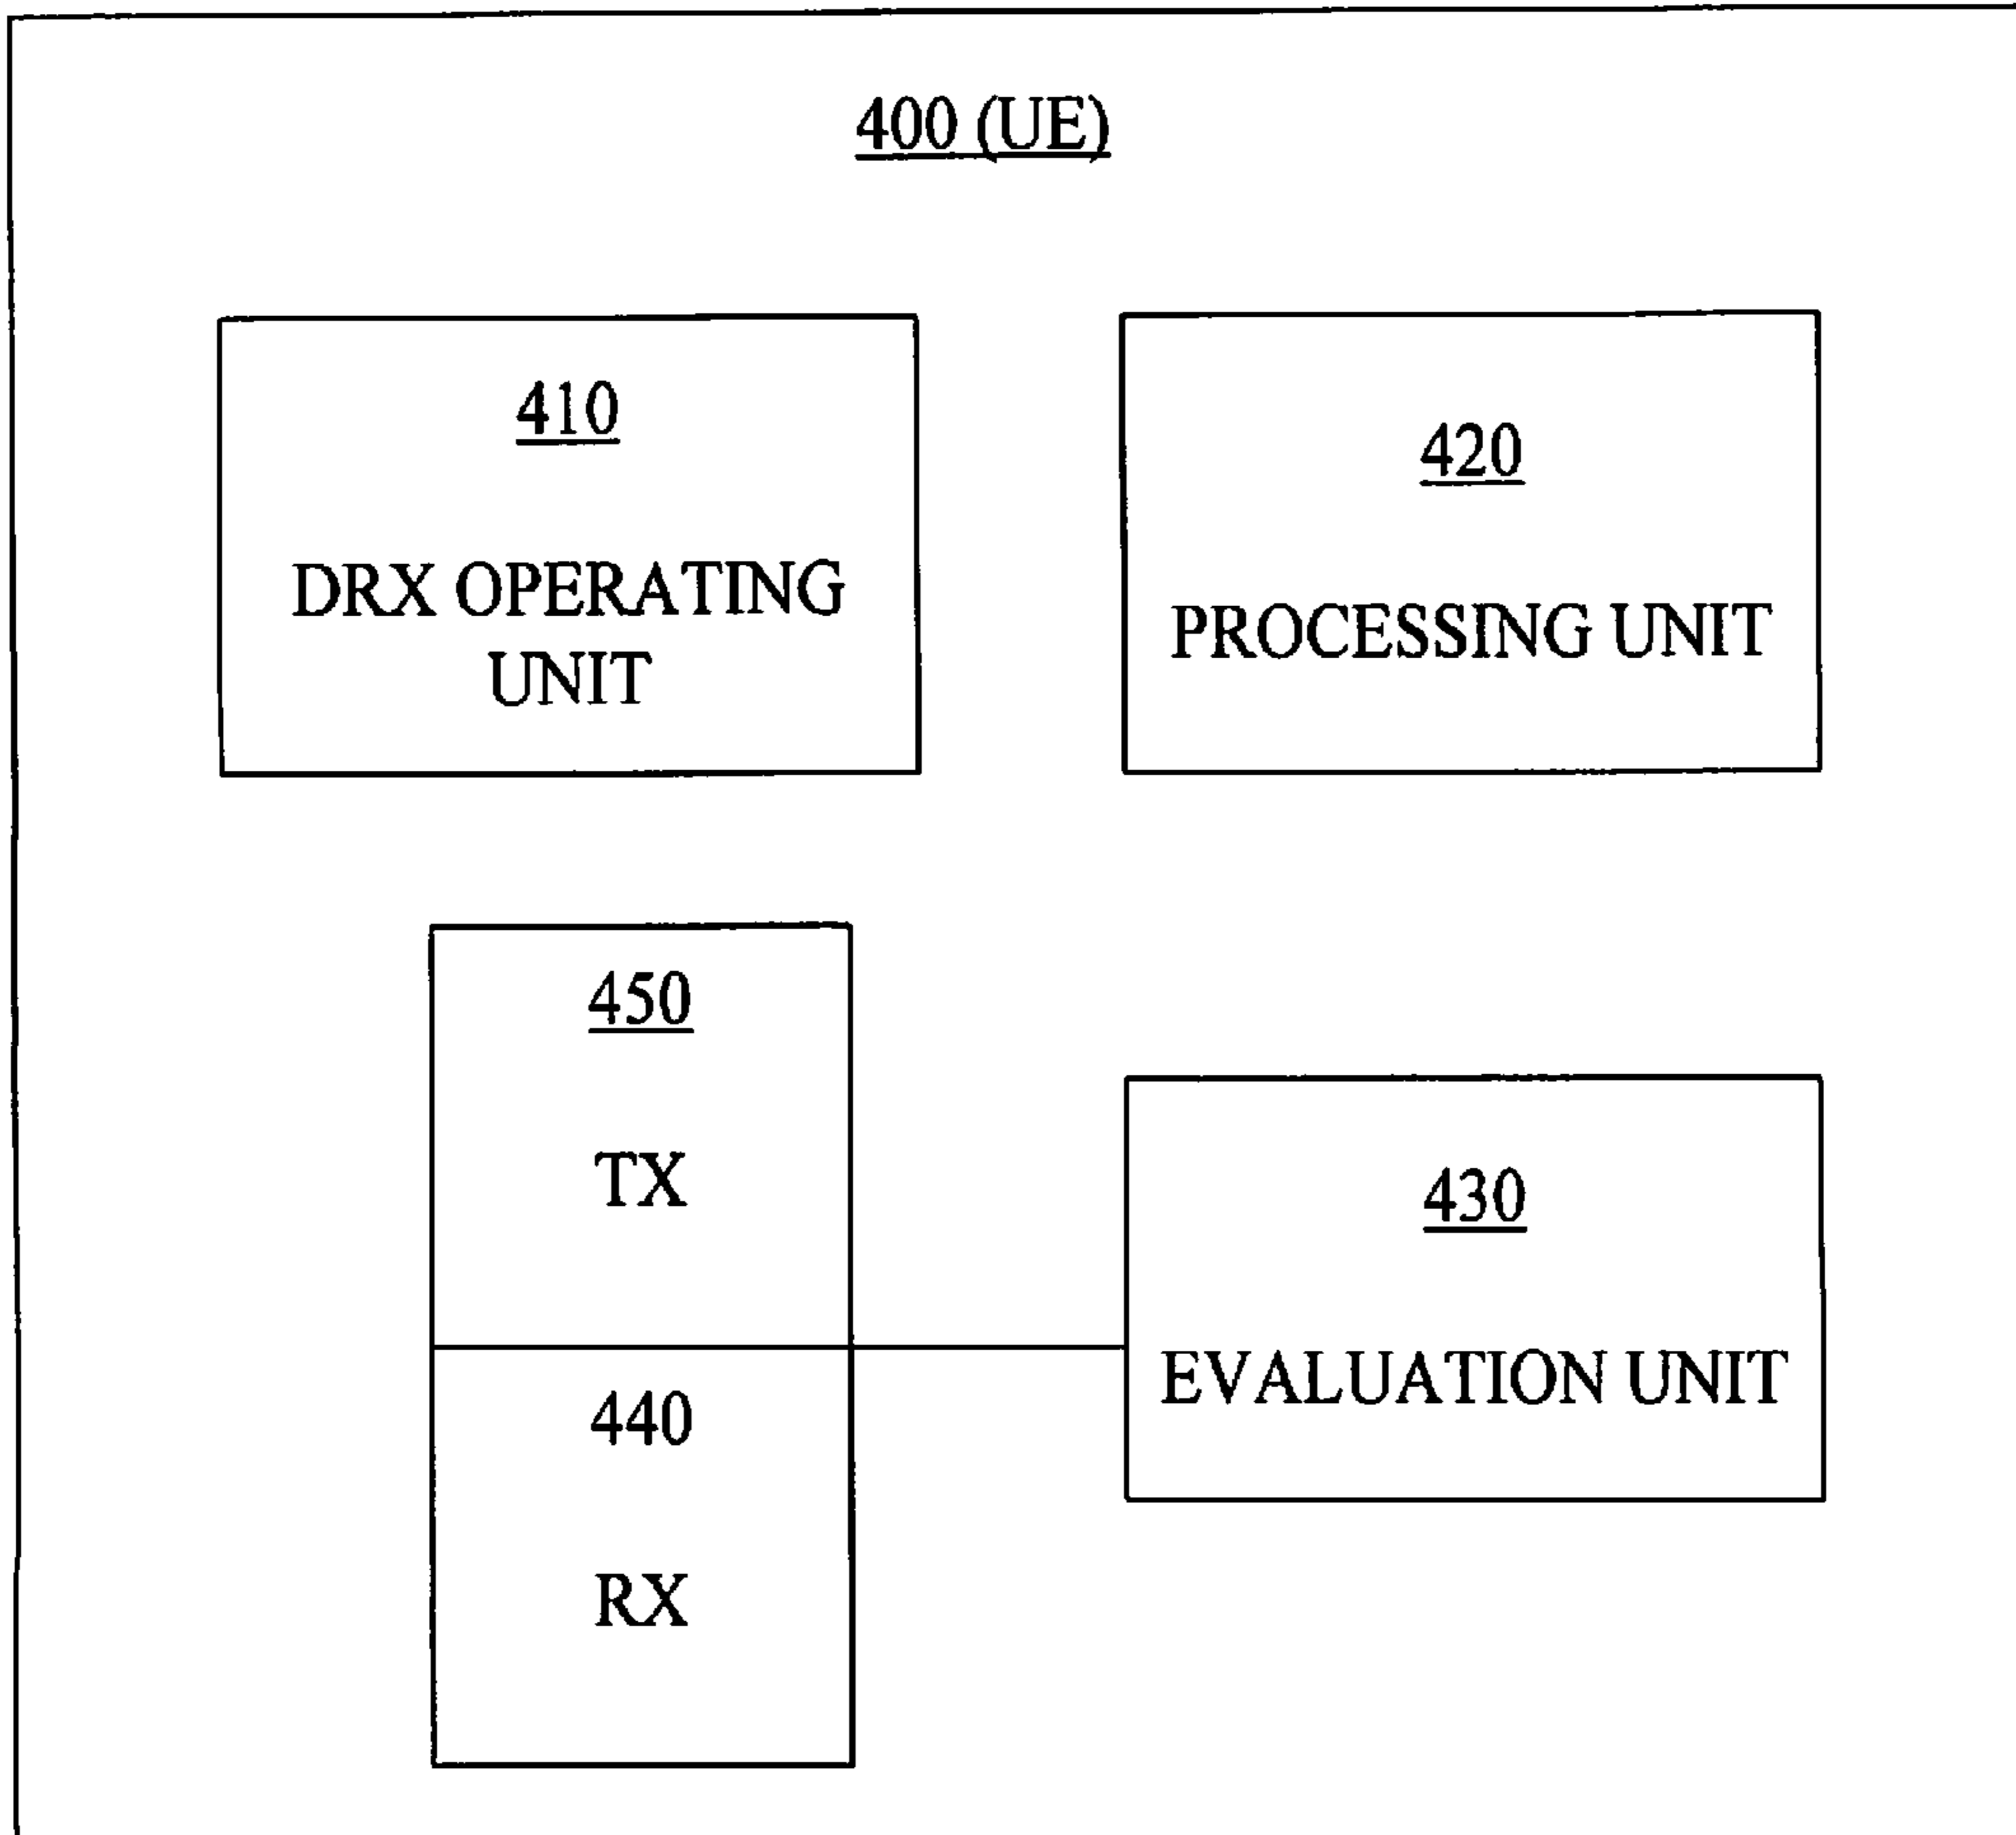 400 (UE)
410
DRX OPERATING
UNIT
420
PROCESSING UNIT
450
TX
430
EVALUATION UNIT
440
RX